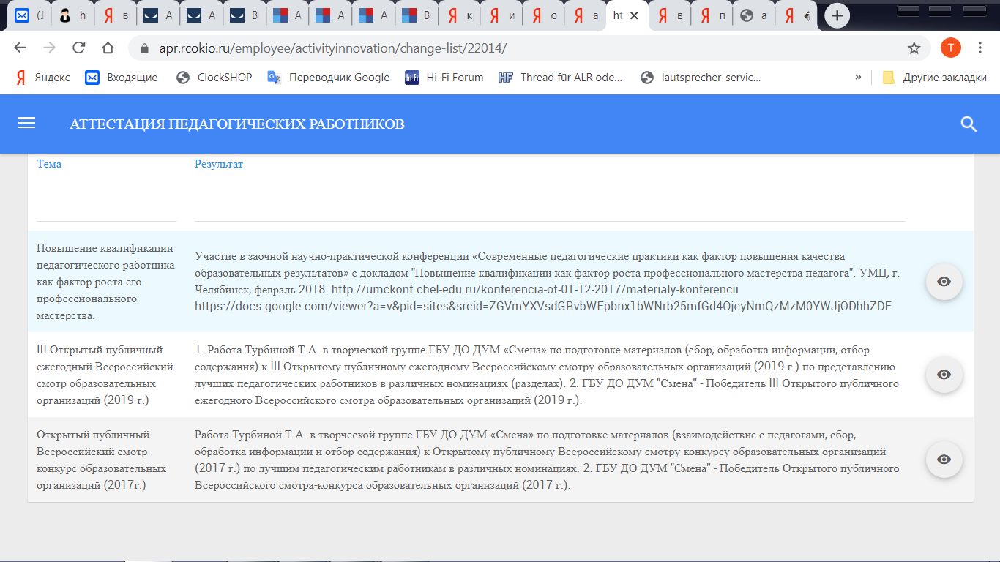 (1
h
Я в
А
А
В
А
А
А
В
Я к
Я и
Я о
Я а
ht
Я в
Я п
а
Я
apr.rcokio.ru/employee/activityinnovation/change-list/22014/
T
Яндекс
Входящие
ClockSHOP
Переводчик Google
Hi-Fi Forum
Thread für ALR ode...
lautsprecher-servic...
»
Другие закладки
АТТЕСТАЦИЯ ПЕДАГОГИЧЕСКИХ РАБОТНИКОВ
Тема
Результат
Повышение квалификации
педагогического работника
как фактор роста его
профессионального
мастерства.
Участие в заочной научно-практической конференции «Современные педагогические практики как фактор повышения качества
образовательных результатов» с докладом "Повышение квалификации как фактор роста профессионального мастерства педагога". УМЦ, г.
Челябинск, февраль 2018. http://umckonf.chel-edu.ru/konferencia-ot-01-12-2017/materialy-konferencii
https://docs.google.com/viewer?a=v&pid=sites&srcid=ZGVmYXVsdGRvbWFpbnx1bWNrb25mfGd4OjcyNmQzMzM0YWJjODhhZDE
III Открытый публичный
ежегодный Всероссийский
смотр образовательных
организаций (2019 г.)
1. Работа Турбиной Т.А. в творческой группе ГБУ ДО ДУМ «Смена» по подготовке материалов (сбор, обработка информации, отбор
содержания) к III Открытому публичному ежегодному Всероссийскому смотру образовательных организаций (2019 г.) по представлению
лучших педагогических работников в различных номинациях (разделах). 2. ГБУ ДО ДУМ "Смена" - Победитель III Открытого публичного
ежегодного Всероссийского смотра образовательных организаций (2019 г.).
Открытый публичный
Всероссийский смотр-
конкурс образовательных
организаций (2017г.)
Работа Турбиной Т.А. в творческой группе ГБУ ДО ДУМ «Смена» по подготовке материалов (взаимодействие с педагогами, сбор,
обработка информации и отбор содержания) к Открытому публичному Всероссийскому смотру-конкурсу образовательных организаций
(2017 г.) по лучшим педагогическим работникам в различных номинациях. 2. ГБУ ДО ДУМ "Смена" - Победитель Открытого публичного
Всероссийского смотра-конкурса образовательных организаций (2017 г.).